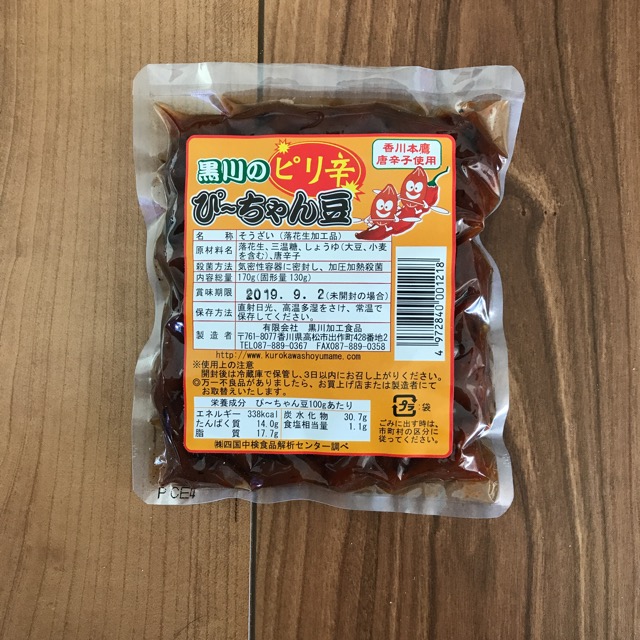 香川本鷹
唐辛子使用
黒川のピリ辛
ぴ～ちゃん豆
名称 そうざい（落花生加工品）
原材料名 落花生、三温糖、しょうゆ（大豆、小麦
を含む）、唐辛子
殺菌方法 気密性容器に密封し、加圧加熱殺菌
内容総量 170g（固形量130g）
賞味期限 2019. 9. 2（未開封の場合）
保存方法 直射日光、高温多湿をさけ、常温で
保存してください。
製造者 有限会社 黒川加工食品
〒761-8077香川県高松市出作町428番地2
TEL087-889-0367 FAX087-889-0358
http://www.kurokawashoyumame.com/
※使用上の注意
開封後は冷蔵庫で保管し、3日以内にお召し上がりください。
◎万一不良品がありましたら、お買上げ店または製造者にて
お取替えいたします。
栄養成分 ぴ～ちゃん豆100gあたり
エネルギー 338kcal 炭水化物 30.7g
たんぱく質 14.0g 食塩相当量 1.1g
脂質 17.7g
㈱四国中検食品解析センター調べ
4 972840 001218
プラ 袋
ごみに出す時は、
市町村の区分に
従ってください。
P CE4